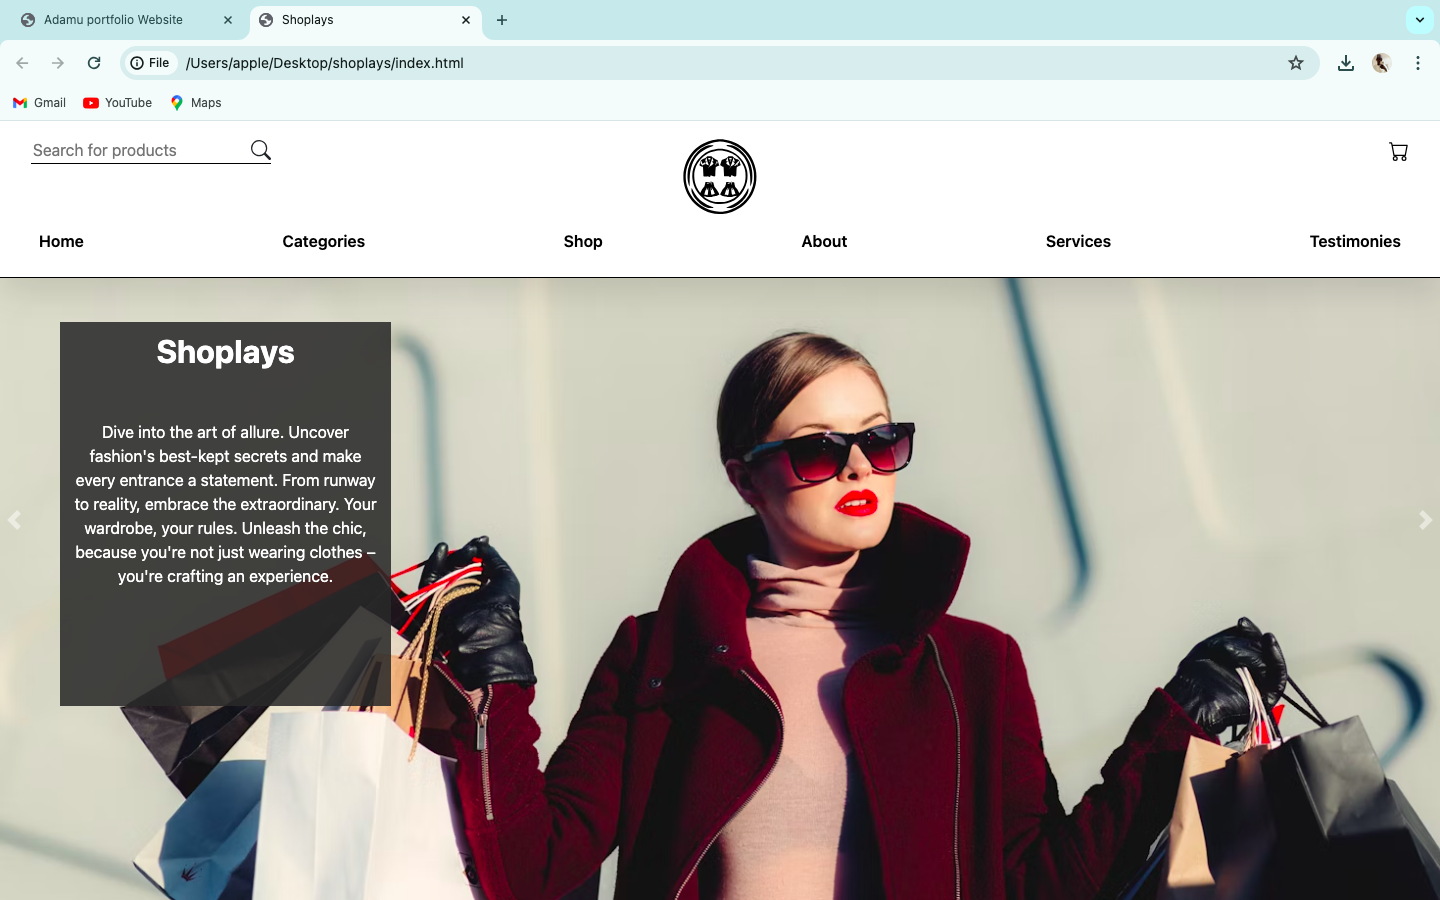 Adamu portfolio Website
Shoplays
File
/Users/apple/Desktop/shoplays/index.html
Gmail
YouTube
Maps
Search for products
Home
Categories
Shop
About
Services
Testimonies
Shoplays
Dive into the art of allure. Uncover
fashion's best-kept secrets and make
every entrance a statement. From runway
to reality, embrace the extraordinary. Your
wardrobe, your rules. Unleash the chic,
because you're not just wearing clothes –
you're crafting an experience.